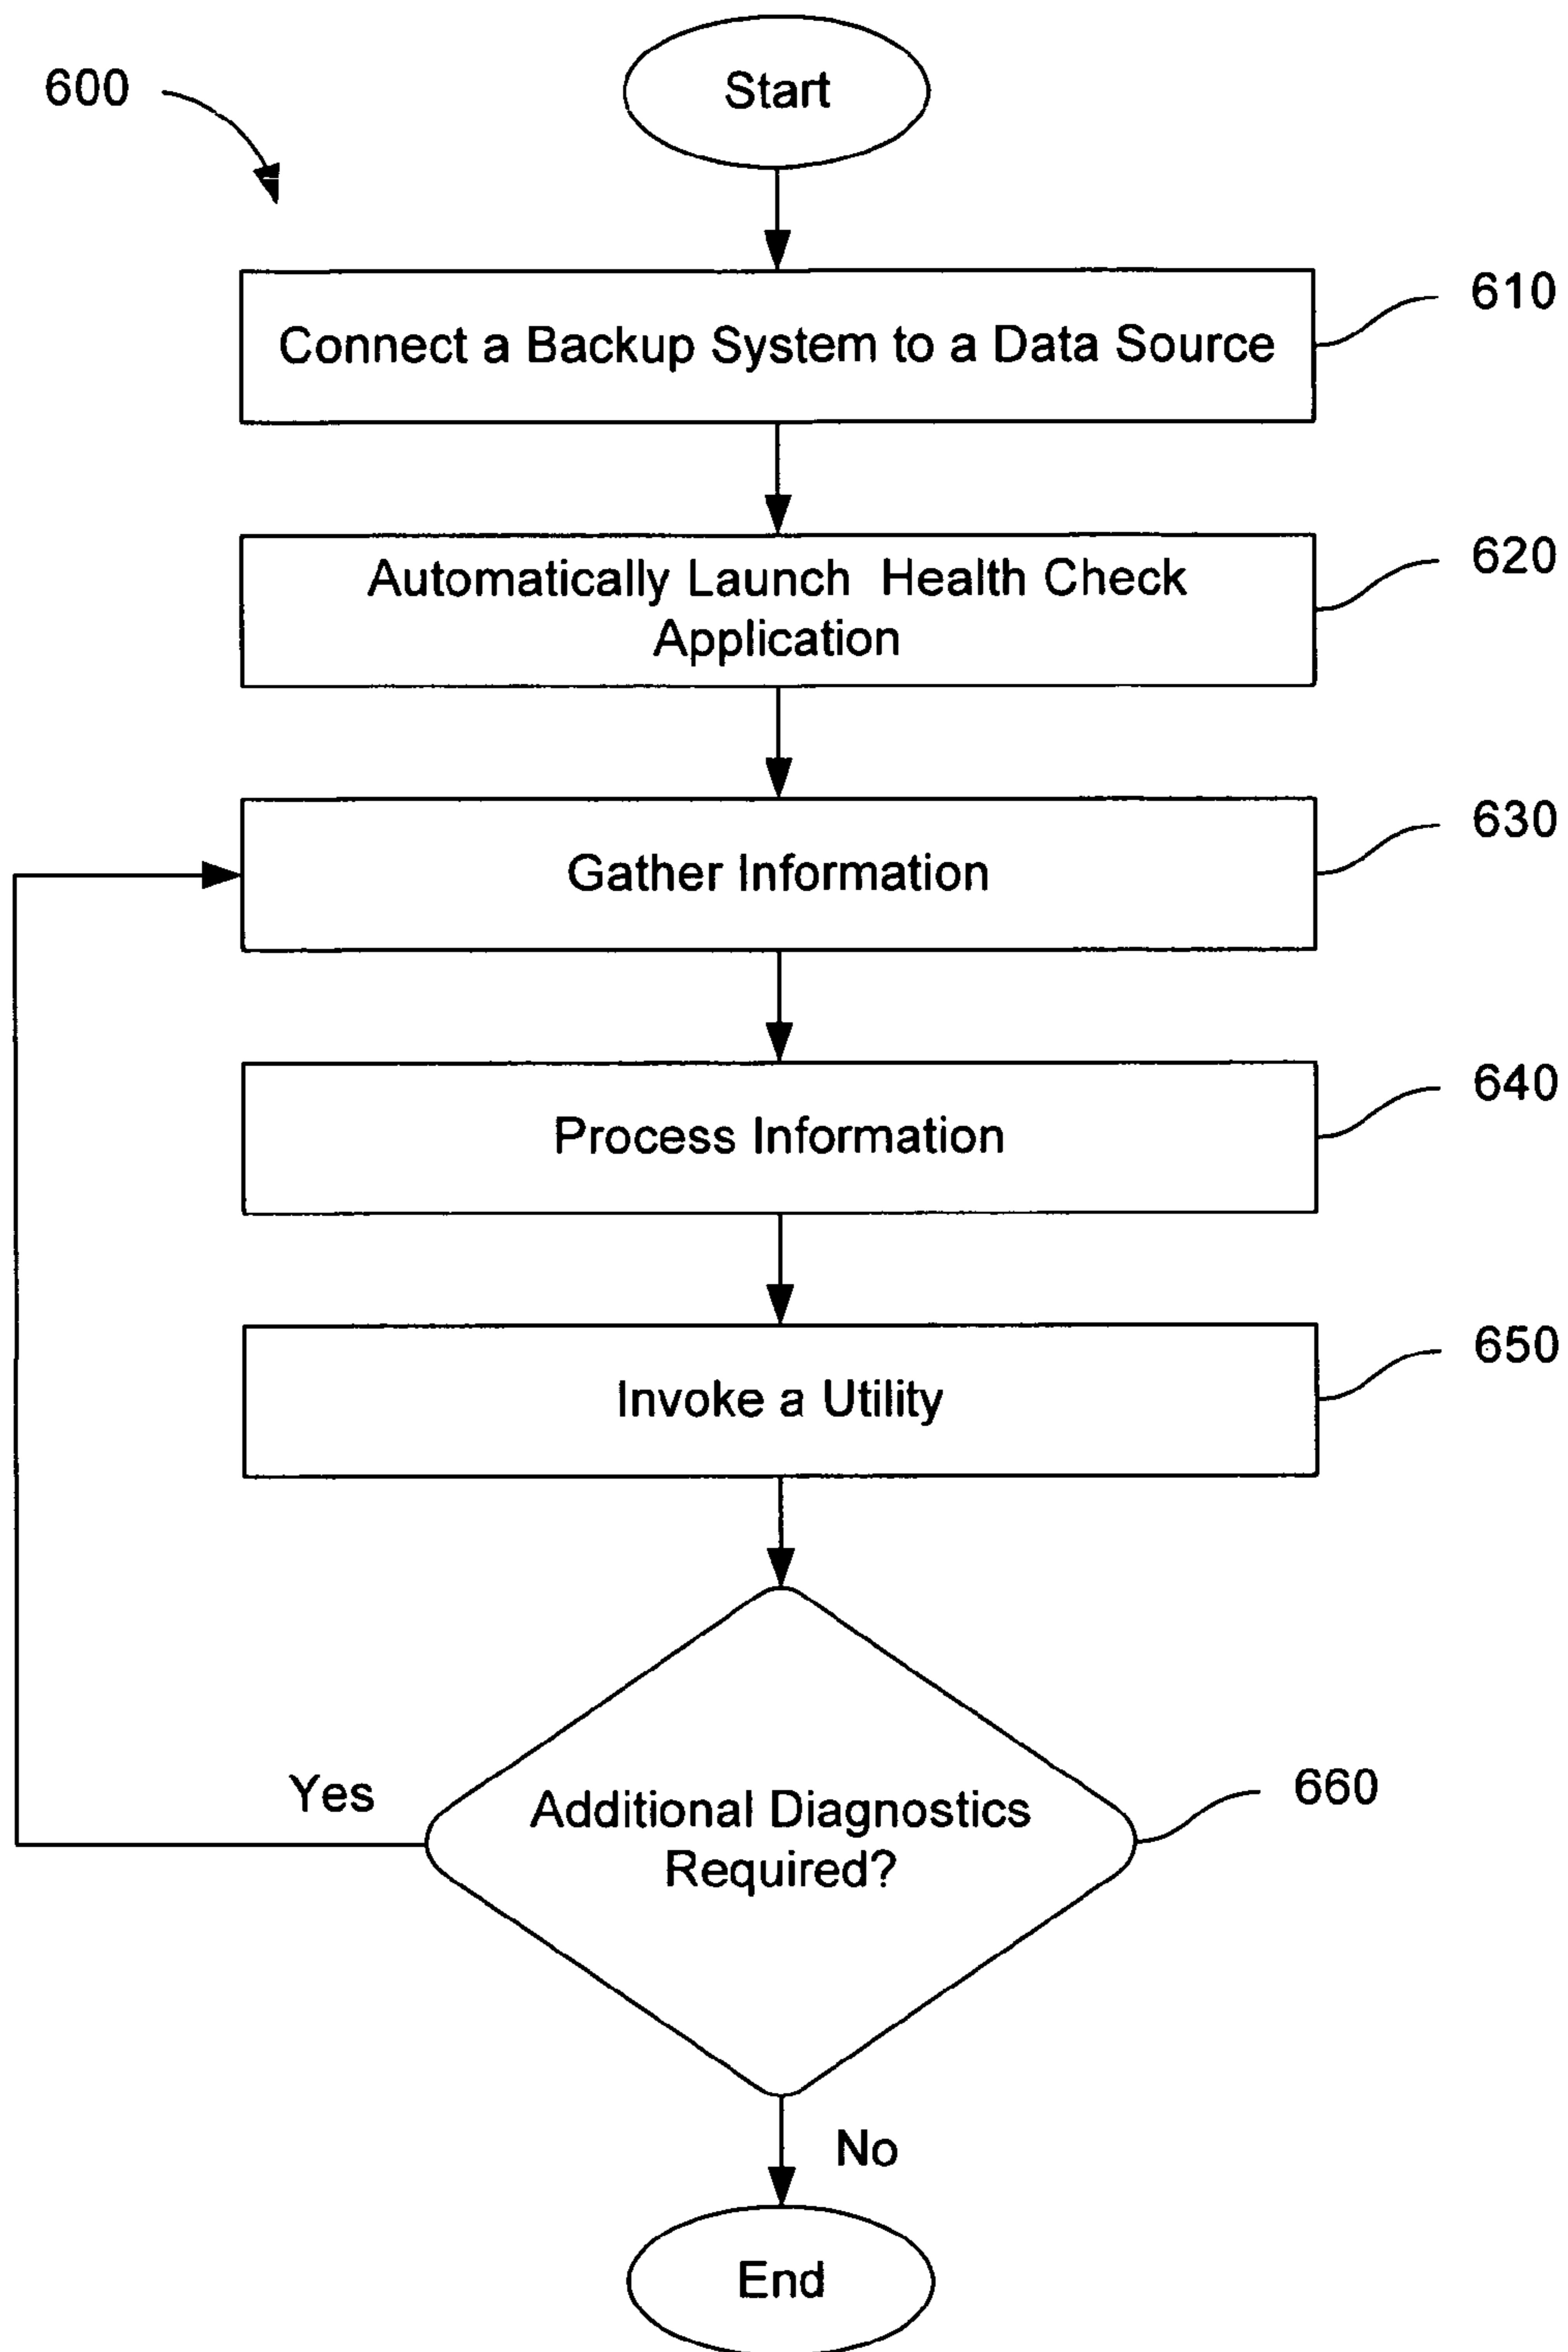 600
Start
610
Connect a Backup System to a Data Source
620
Automatically Launch Health Check
Application
630
Gather Information
640
Process Information
650
Invoke a Utility
660
Yes
Additional Diagnostics
Required?
No
End